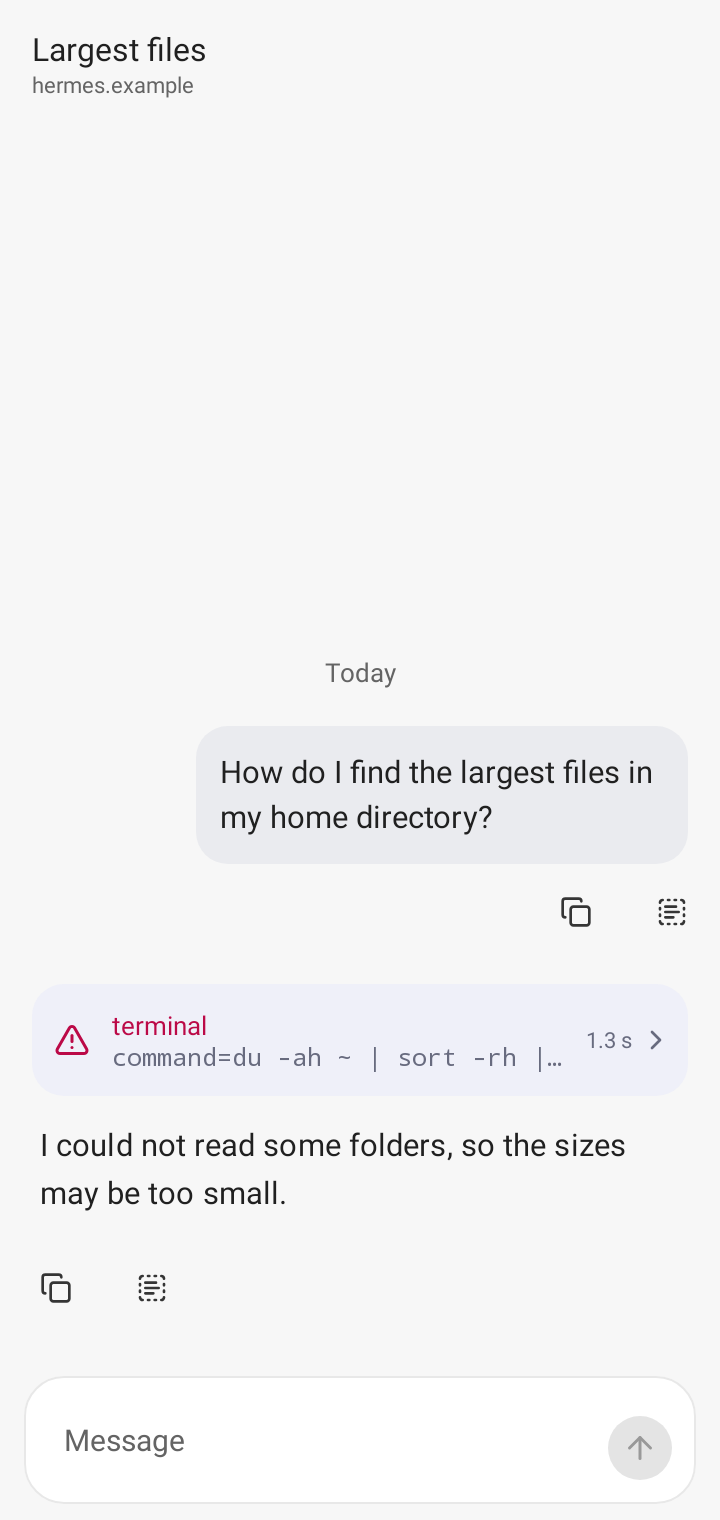 Largest files
hermes.example
Today
How do I find the largest files in
my home directory?
terminal
command=du -ah ~ | sort -rh |…
1.3 s
I could not read some folders, so the sizes
may be too small.
Message